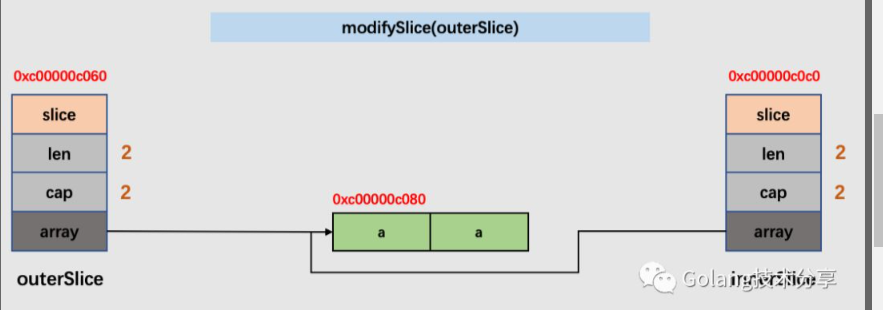 modifySlice(outerSlice)
0xc00000c060
slice
len 2
cap 2
array
outerSlice
0xc00000c080
a a
0xc00000c0c0
slice
len 2
cap 2
array
innerSlice
Golang技术分享